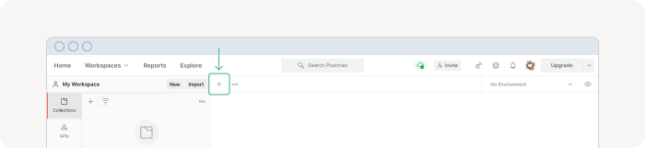 Home Workspaces Reports Explore Search Postman Invite Upgrade
My Workspace New Import No Environment
Collections
APIs